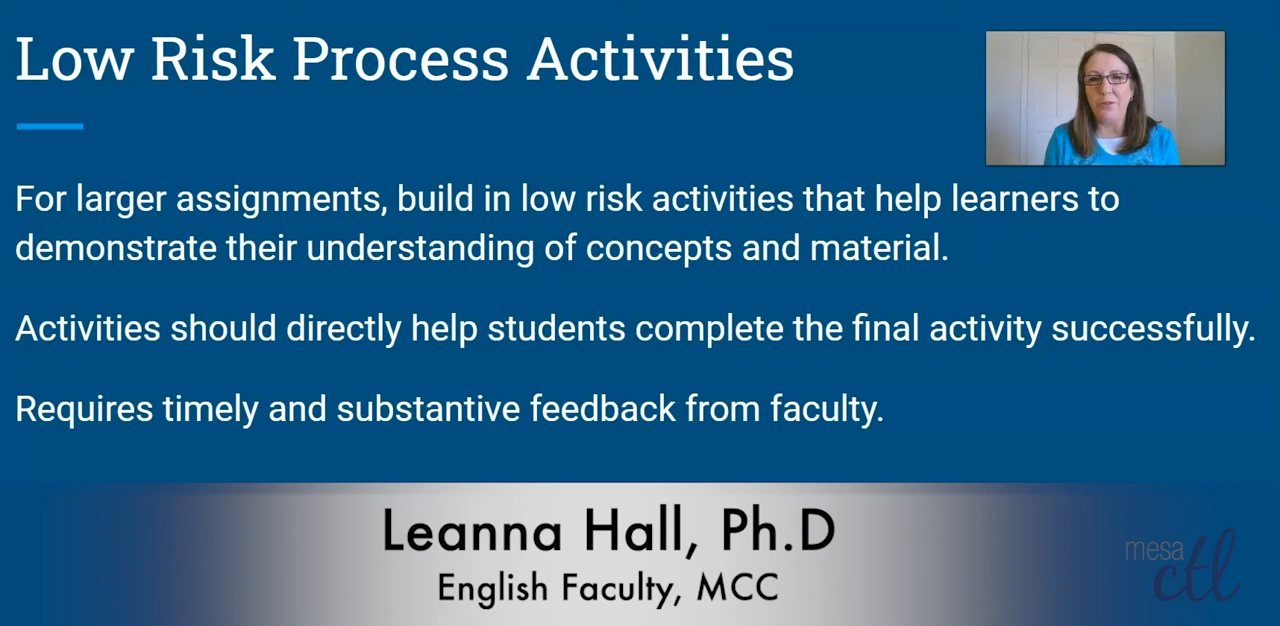 Low Risk Process Activities
For larger assignments, build in low risk activities that help learners to
demonstrate their understanding of concepts and material.
Activities should directly help students complete the final activity successfully.
Requires timely and substantive feedback from faculty.
Leanna Hall, Ph.D
English Faculty, MCC
mesa
ctl